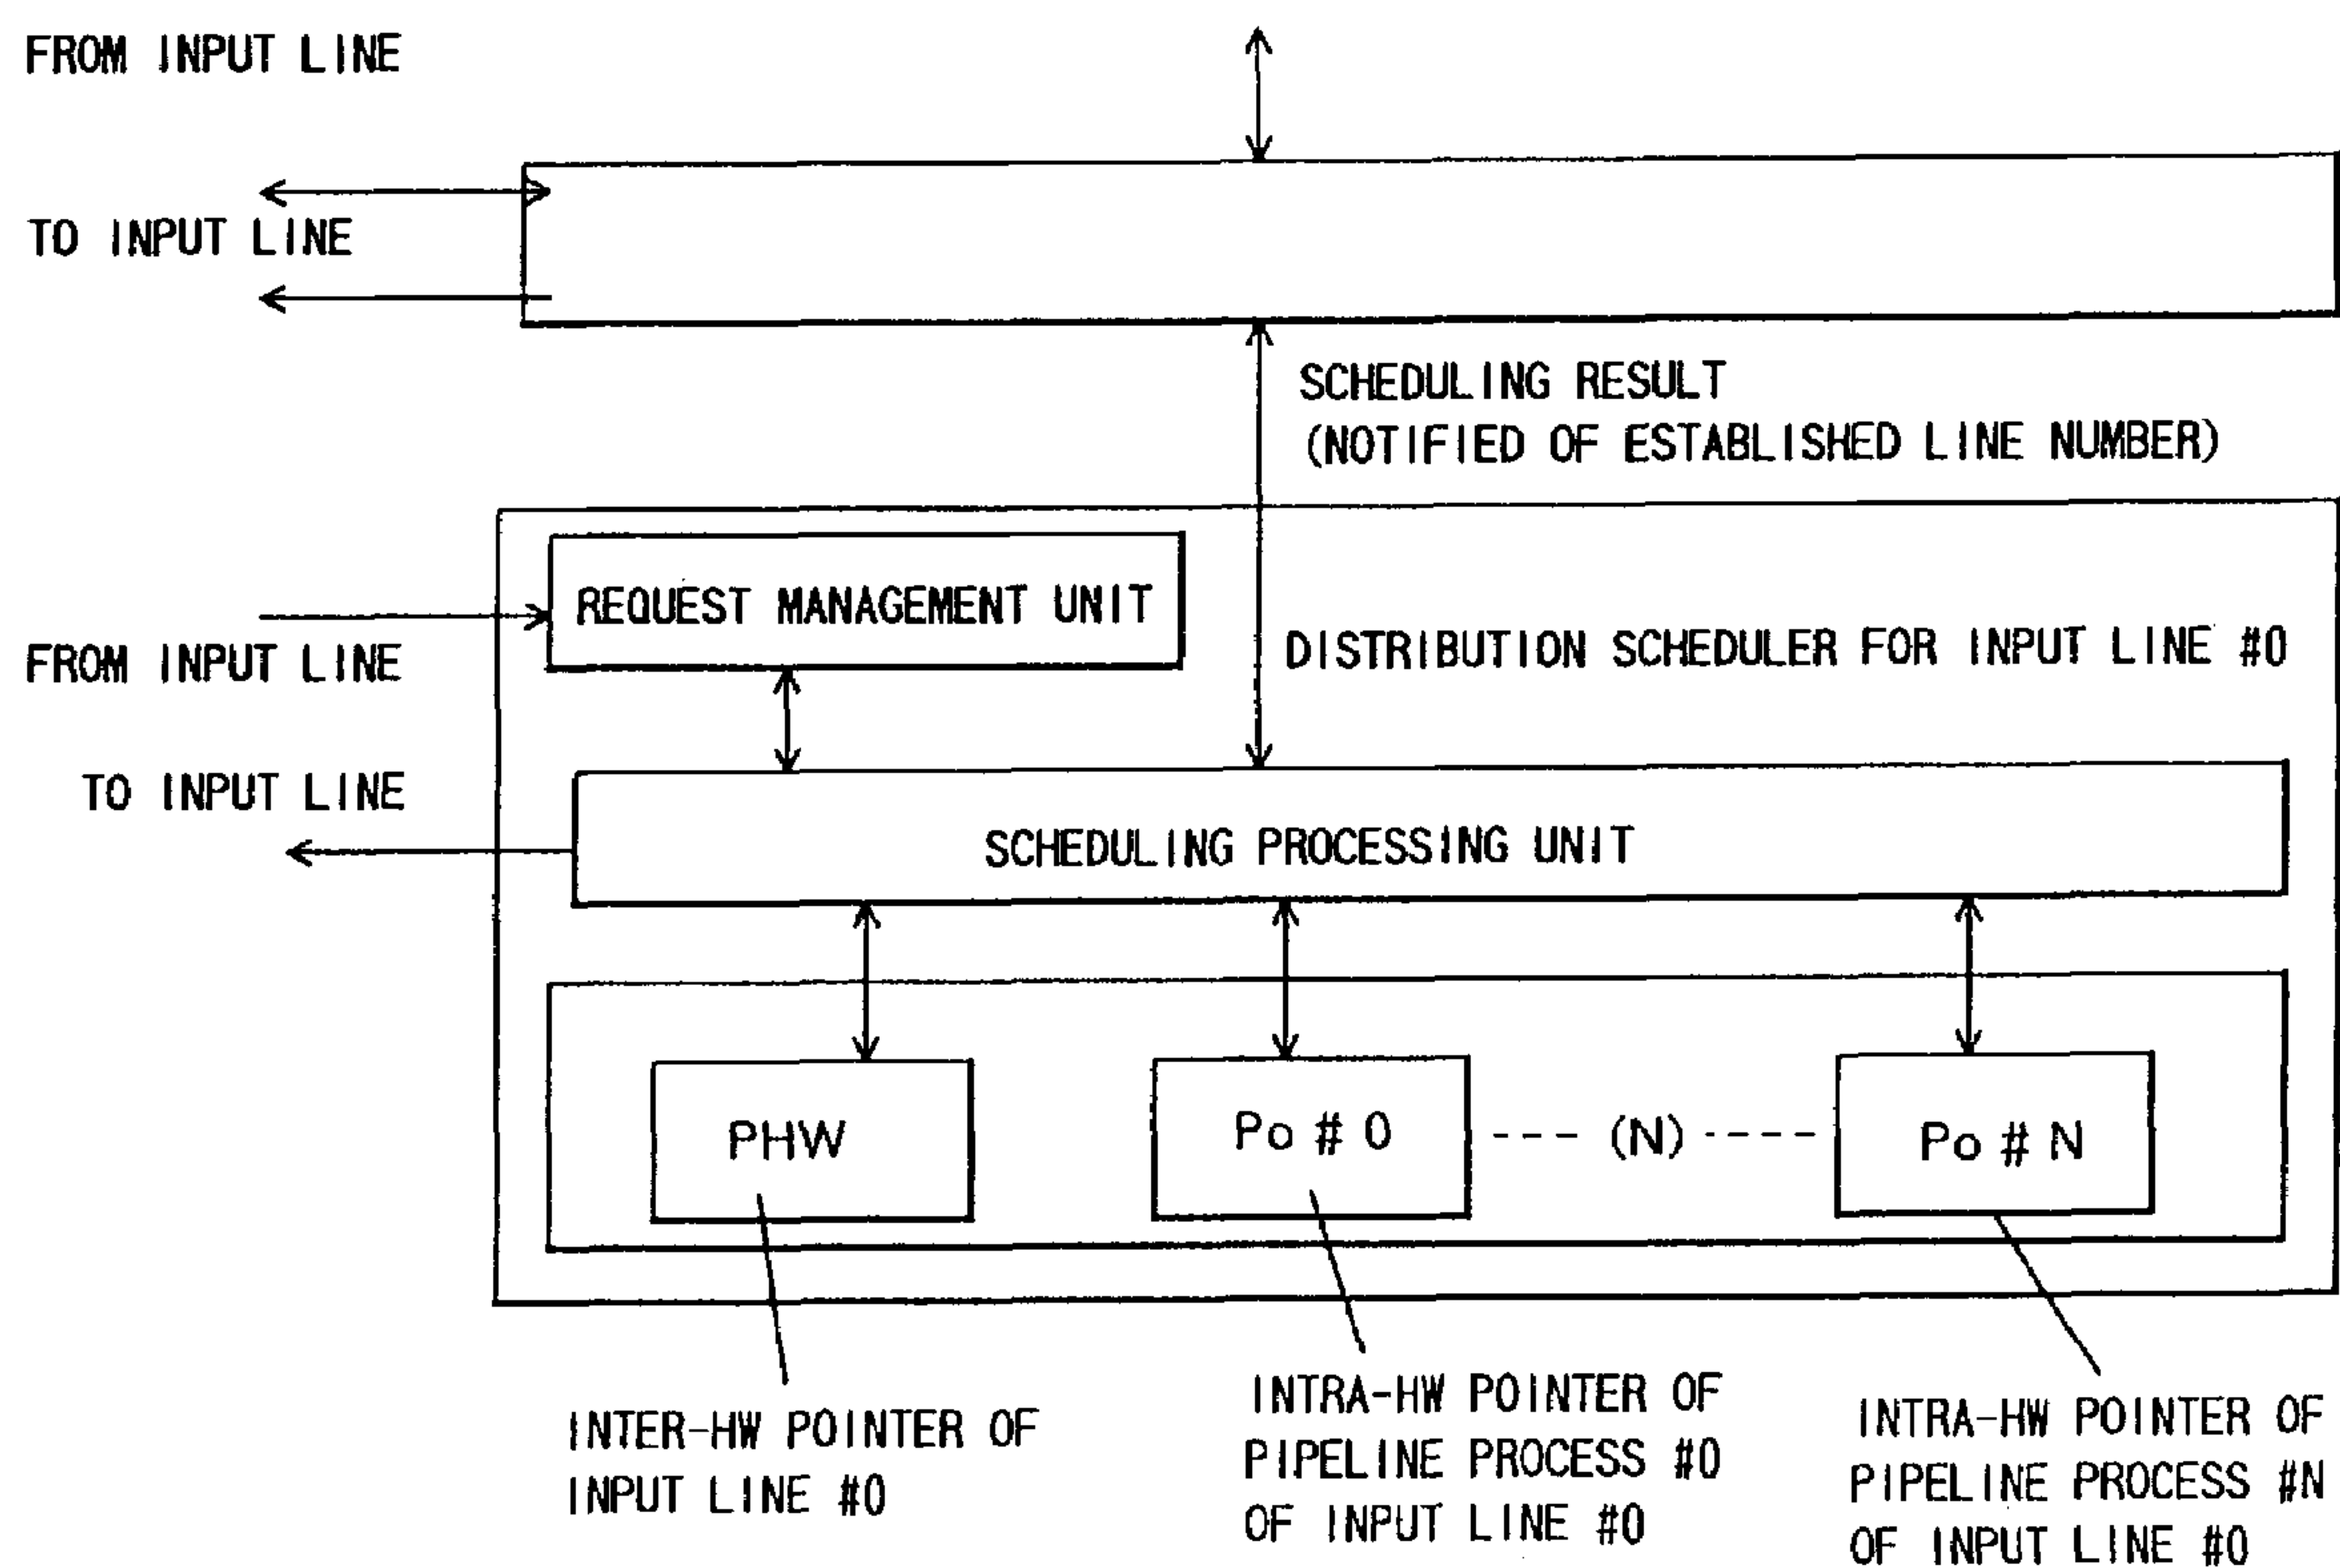 FROM INPUT LINE
TO INPUT LINE
SCHEDULING RESULT
(NOTIFIED OF ESTABLISHED LINE NUMBER)
REQUEST MANAGEMENT UNIT
DISTRIBUTION SCHEDULER FOR INPUT LINE #0
FROM INPUT LINE
TO INPUT LINE
SCHEDULING PROCESSING UNIT
PHW
Po # 0
--- (N) ----
Po # N
INTER-HW POINTER OF
INPUT LINE #0
INTRA-HW POINTER OF
PIPELINE PROCESS #0
OF INPUT LINE #0
INTRA-HW POINTER OF
PIPELINE PROCESS #N
OF INPUT LINE #0